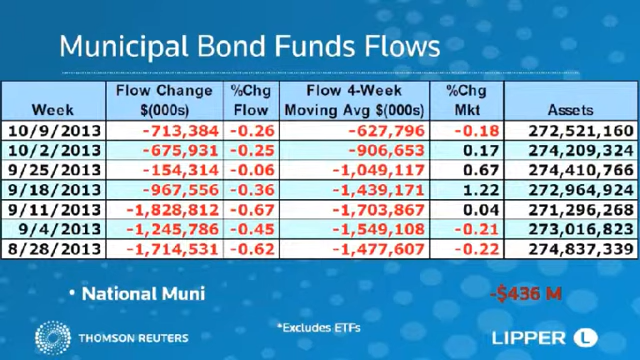 Municipal Bond Funds Flows
Flow Change %Chg Flow 4-Week %Chg
Week $(000s) Flow Moving Avg $(000s) Mkt Assets
10/9/2013 -713,384 -0.26 -627,796 -0.18 272,521,160
10/2/2013 -675,931 -0.25 -906,653 0.17 274,209,324
9/25/2013 -154,314 -0.06 -1,049,117 0.67 274,410,766
9/18/2013 -967,556 -0.36 -1,439,171 1.22 272,964,924
9/11/2013 -1,828,812 -0.67 -1,703,867 0.04 271,296,268
9/4/2013 -1,245,786 -0.45 -1,549,108 -0.21 273,016,823
8/28/2013 -1,714,531 -0.62 -1,477,607 -0.22 274,837,339
• National Muni -$436 M
*Excludes ETFs
THOMSON REUTERS LIPPER L